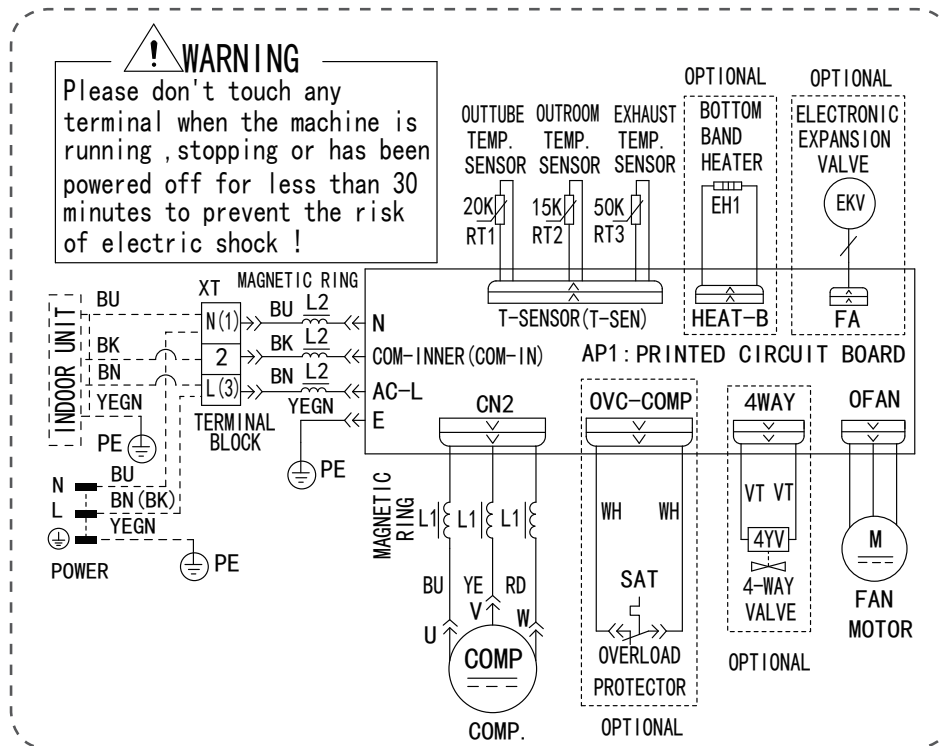 ! WARNING
Please don't touch any
terminal when the machine is
running ,stopping or has been
powered off for less than 30
minutes to prevent the risk
of electric shock !
OUTTUBE
TEMP.
SENSOR
OUTROOM
TEMP.
SENSOR
EXHAUST
TEMP.
SENSOR
OPTIONAL
BOTTOM
BAND
HEATER
OPTIONAL
ELECTRONIC
EXPANSION
VALVE
20K
RT1
15K
RT2
50K
RT3
EH1
EKV
T-SENSOR(T-SEN)
HEAT-B
FA
INDOOR UNIT
BU
BK
BN
YEGN
PE
XT
N(1)
2
L(3)
TERMINAL
BLOCK
MAGNETIC RING
BU L2
BK L2
BN L2
YEGN
PE
N
COM-INNER(COM-IN)
AC-L
E
AP1:PRINTED CIRCUIT BOARD
N
L
POWER
BU
BN(BK)
YEGN
PE
CN2
MAGNETIC
RING
L1 L1 L1
BU YE RD
U V W
COMP
COMP.
OVC-COMP
WH WH
SAT
OVERLOAD
PROTECTOR
OPTIONAL
4WAY
VT VT
4YV
4-WAY
VALVE
OPTIONAL
OFAN
M
FAN
MOTOR